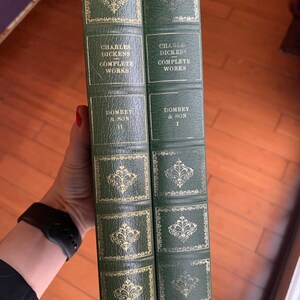 CHARLES
DICKENS
COMPLETE
WORKS
DOMBEY
& SON
II
CHARLES
DICKENS
COMPLETE
WORKS
DOMBEY
& SON
I